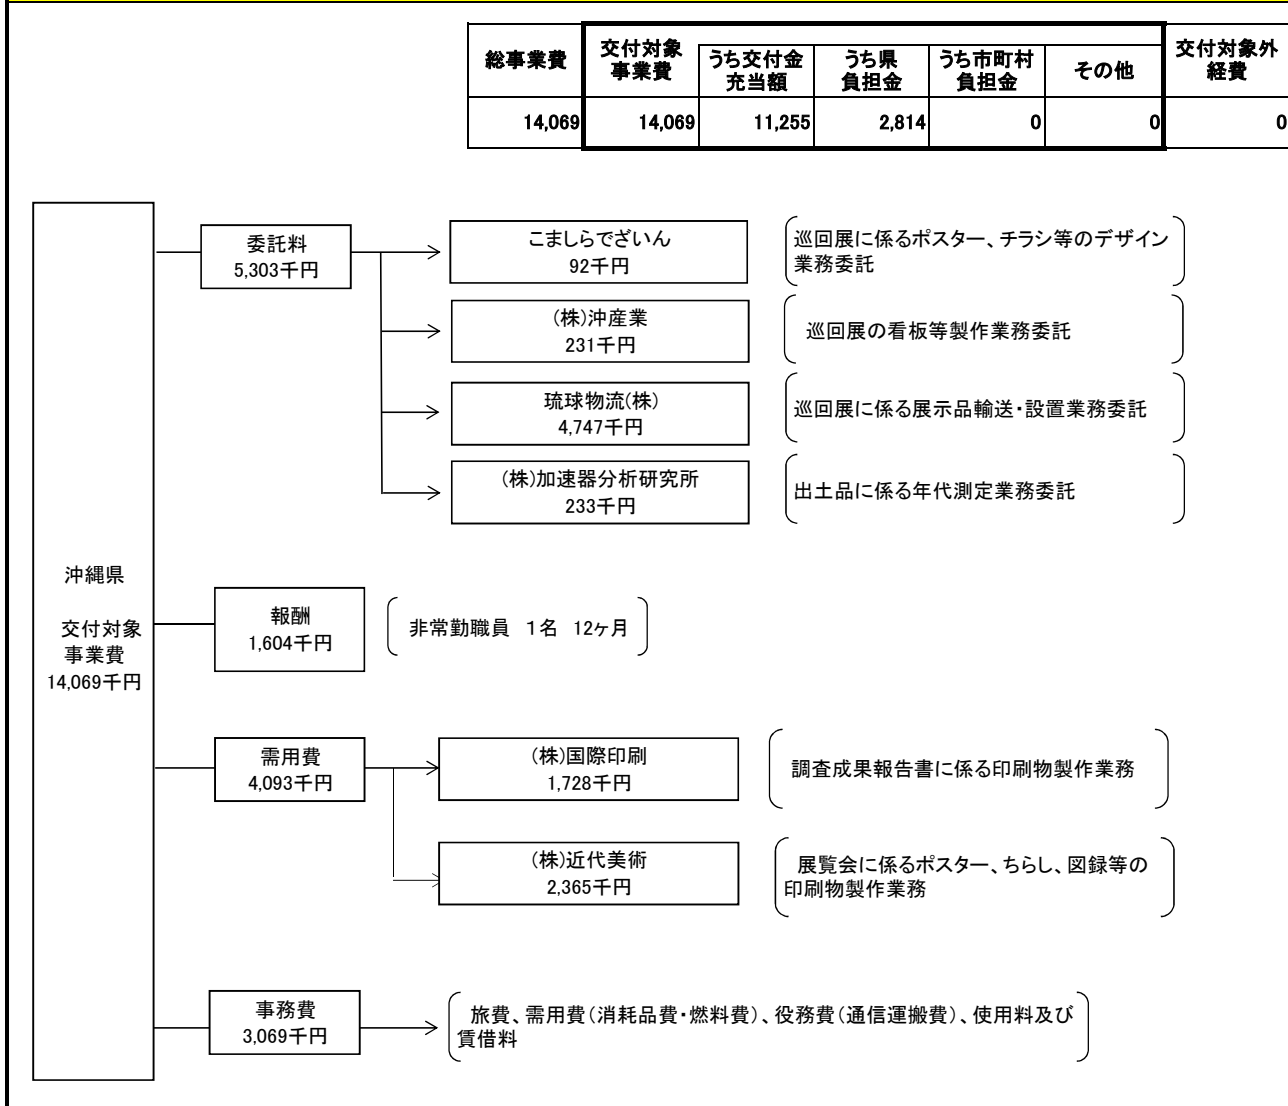 総事業費
交付対象
事業費
うち交付金
充当額
うち県
負担金
うち市町村
負担金
その他
交付対象外
経費
14,069
14,069
11,255
2,814
0
0
0
沖縄県
交付対象
事業費
14,069千円
委託料
5,303千円
こましらでざいん
92千円
巡回展に係るポスター、チラシ等のデザイン
業務委託
(株)沖産業
231千円
巡回展の看板等製作業務委託
琉球物流(株)
4,747千円
巡回展に係る展示品輸送・設置業務委託
(株)加速器分析研究所
233千円
出土品に係る年代測定業務委託
報酬
1,604千円
非常勤職員 1名 12ヶ月
需用費
4,093千円
(株)国際印刷
1,728千円
調査成果報告書に係る印刷物製作業務
(株)近代美術
2,365千円
展覧会に係るポスター、ちらし、図録等の
印刷物製作業務
事務費
3,069千円
旅費、需用費(消耗品費・燃料費)、役務費(通信運搬費)、使用料及び
賃借料